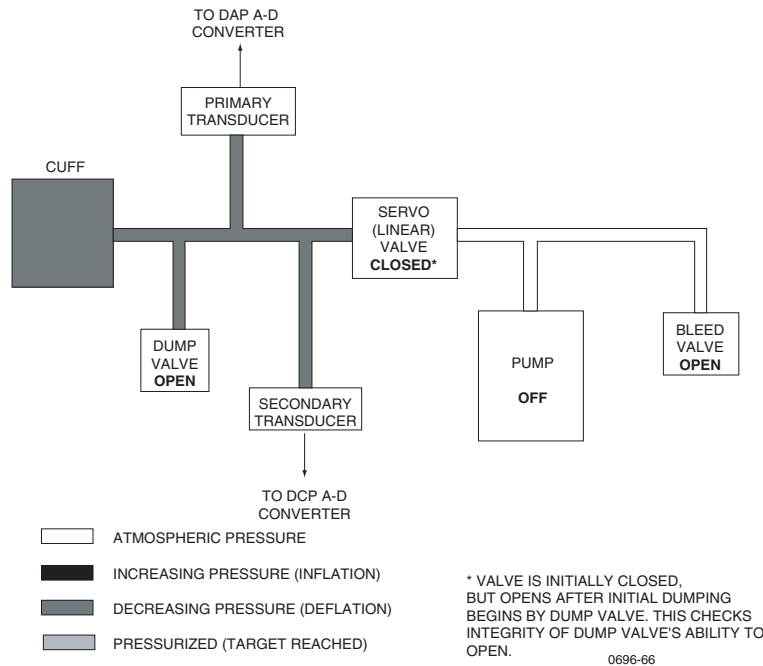 TO DAP A-D
CONVERTER
PRIMARY
TRANSDUCER
CUFF
SERVO
(LINEAR)
VALVE
CLOSED*
DUMP
VALVE
OPEN
SECONDARY
TRANSDUCER
PUMP
OFF
BLEED
VALVE
OPEN
TO DCP A-D
CONVERTER
ATMOSPHERIC PRESSURE
INCREASING PRESSURE (INFLATION)
DECREASING PRESSURE (DEFLATION)
PRESSURIZED (TARGET REACHED)
* VALVE IS INITIALLY CLOSED,
BUT OPENS AFTER INITIAL DUMPING
BEGINS BY DUMP VALVE. THIS CHECKS
INTEGRITY OF DUMP VALVE'S ABILITY TO
OPEN.
0696-66